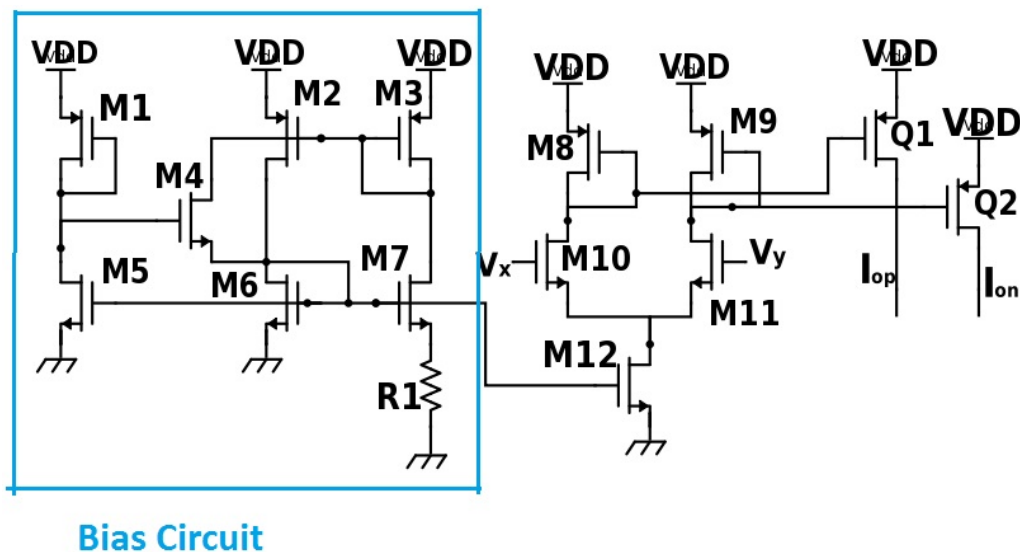 VDD
VDD
VDD
VDD
VDD
VDD
VDD
M1
M2
M3
M4
M5
M6
M7
R1
M8
M9
Q1
Q2
Vx
M10
Vy
M11
M12
Iop
Ion
Bias Circuit